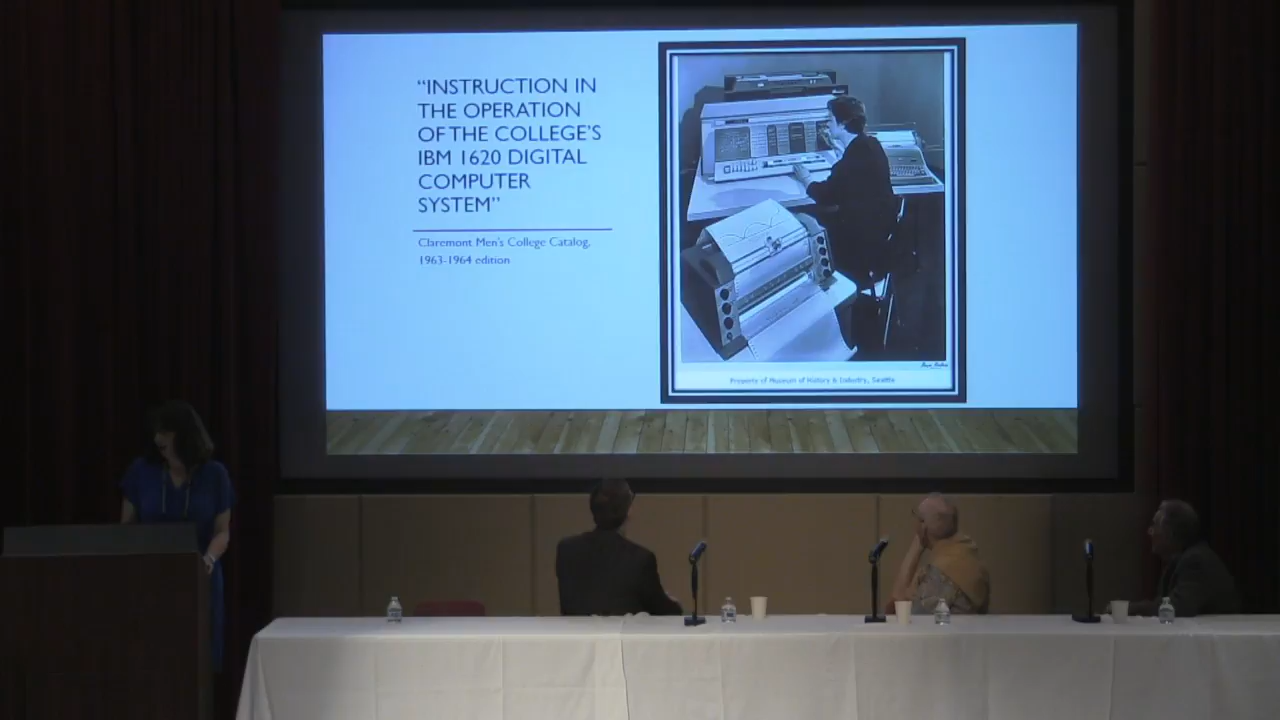 “INSTRUCTION IN
THE OPERATION
OF THE COLLEGE’S
IBM 1620 DIGITAL
COMPUTER
SYSTEM”
Claremont Men’s College Catalog,
1963-1964 edition
Property of Museum of History & Industry, Seattle